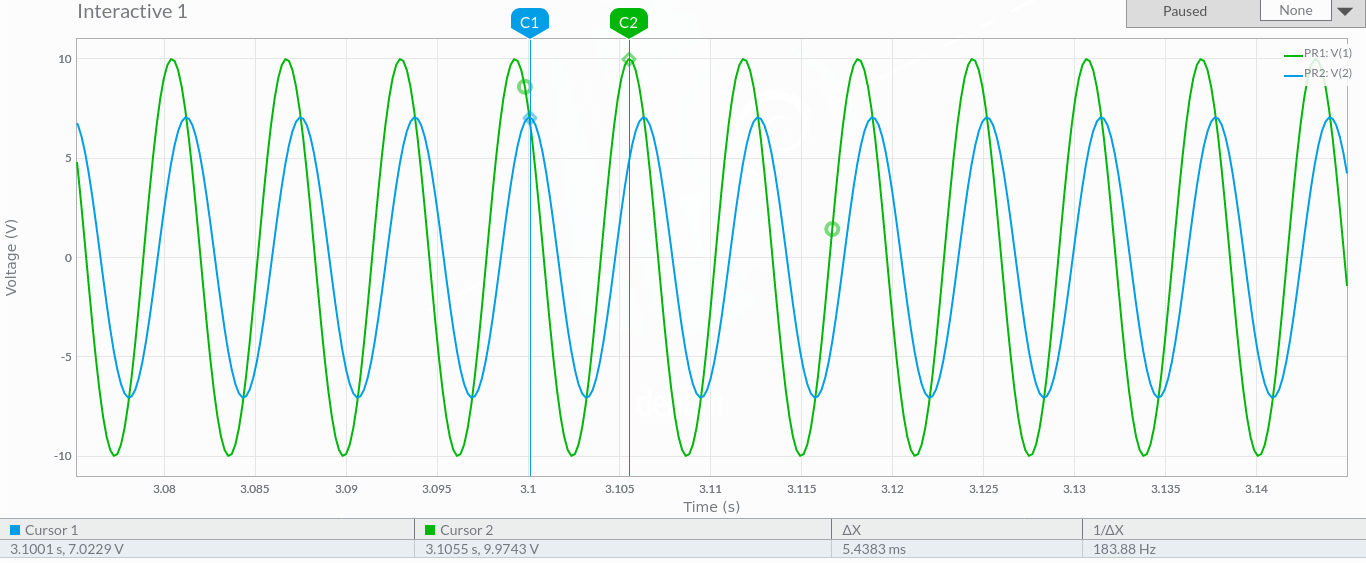 Interactive 1
C1
C2
Paused
None
PR1: V(1)
PR2: V(2)
10
5
0
-5
-10
Voltage (V)
3.08
3.085
3.09
3.095
3.1
3.105
3.11
3.115
3.12
3.125
3.13
3.135
3.14
Time (s)
Cursor 1
Cursor 2
ΔX
1/ΔX
3.1001 s, 7.0229 V
3.1055 s, 9.9743 V
5.4383 ms
183.88 Hz